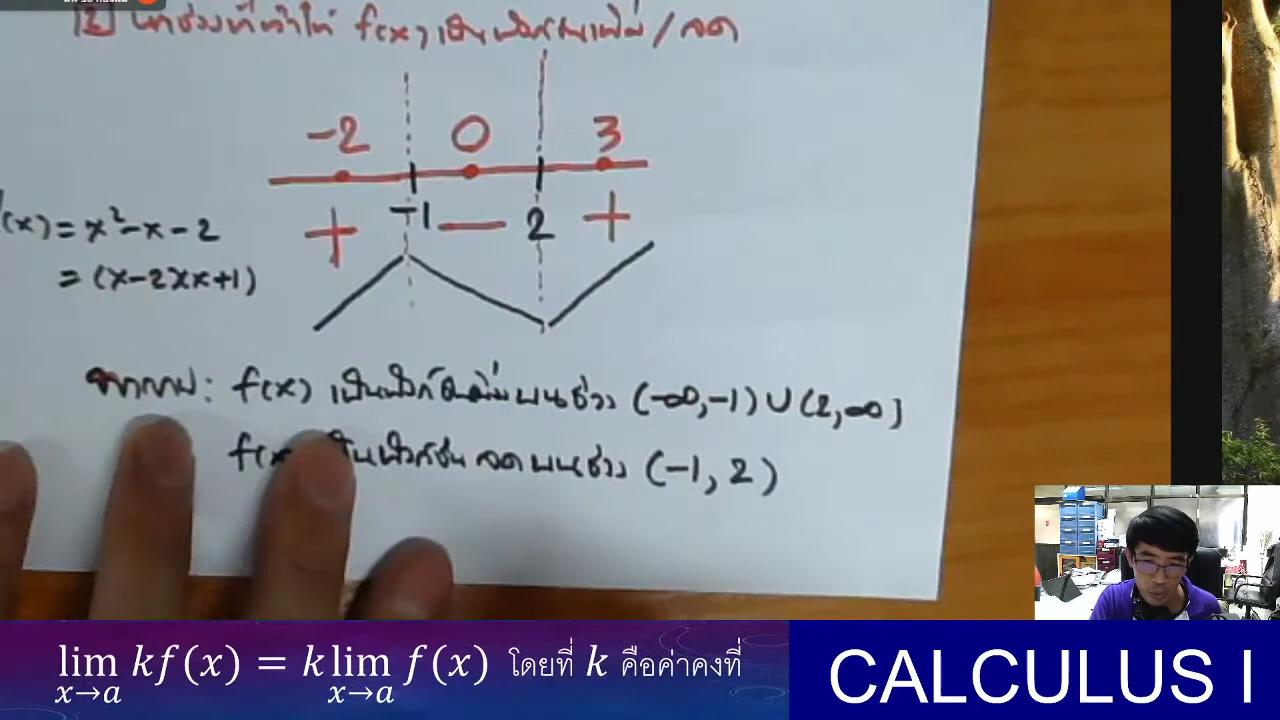 2 หาช่วงที่ทำให้ f(x) เป็นฟังก์ชันเพิ่ม / ลด
-2 0 3
+ -1 — 2 +
(x) = x² - x - 2
= (x-2)(x+1)
f(x) เป็นฟังก์ชันเพิ่มบนช่วง (-∞,-1) ∪ (2,∞)
f(x เป็นฟังก์ชันลดบนช่วง (-1, 2)
lim kf(x) = k lim f(x) โดยที่ k คือค่าคงที่
x→a x→a
CALCULUS I